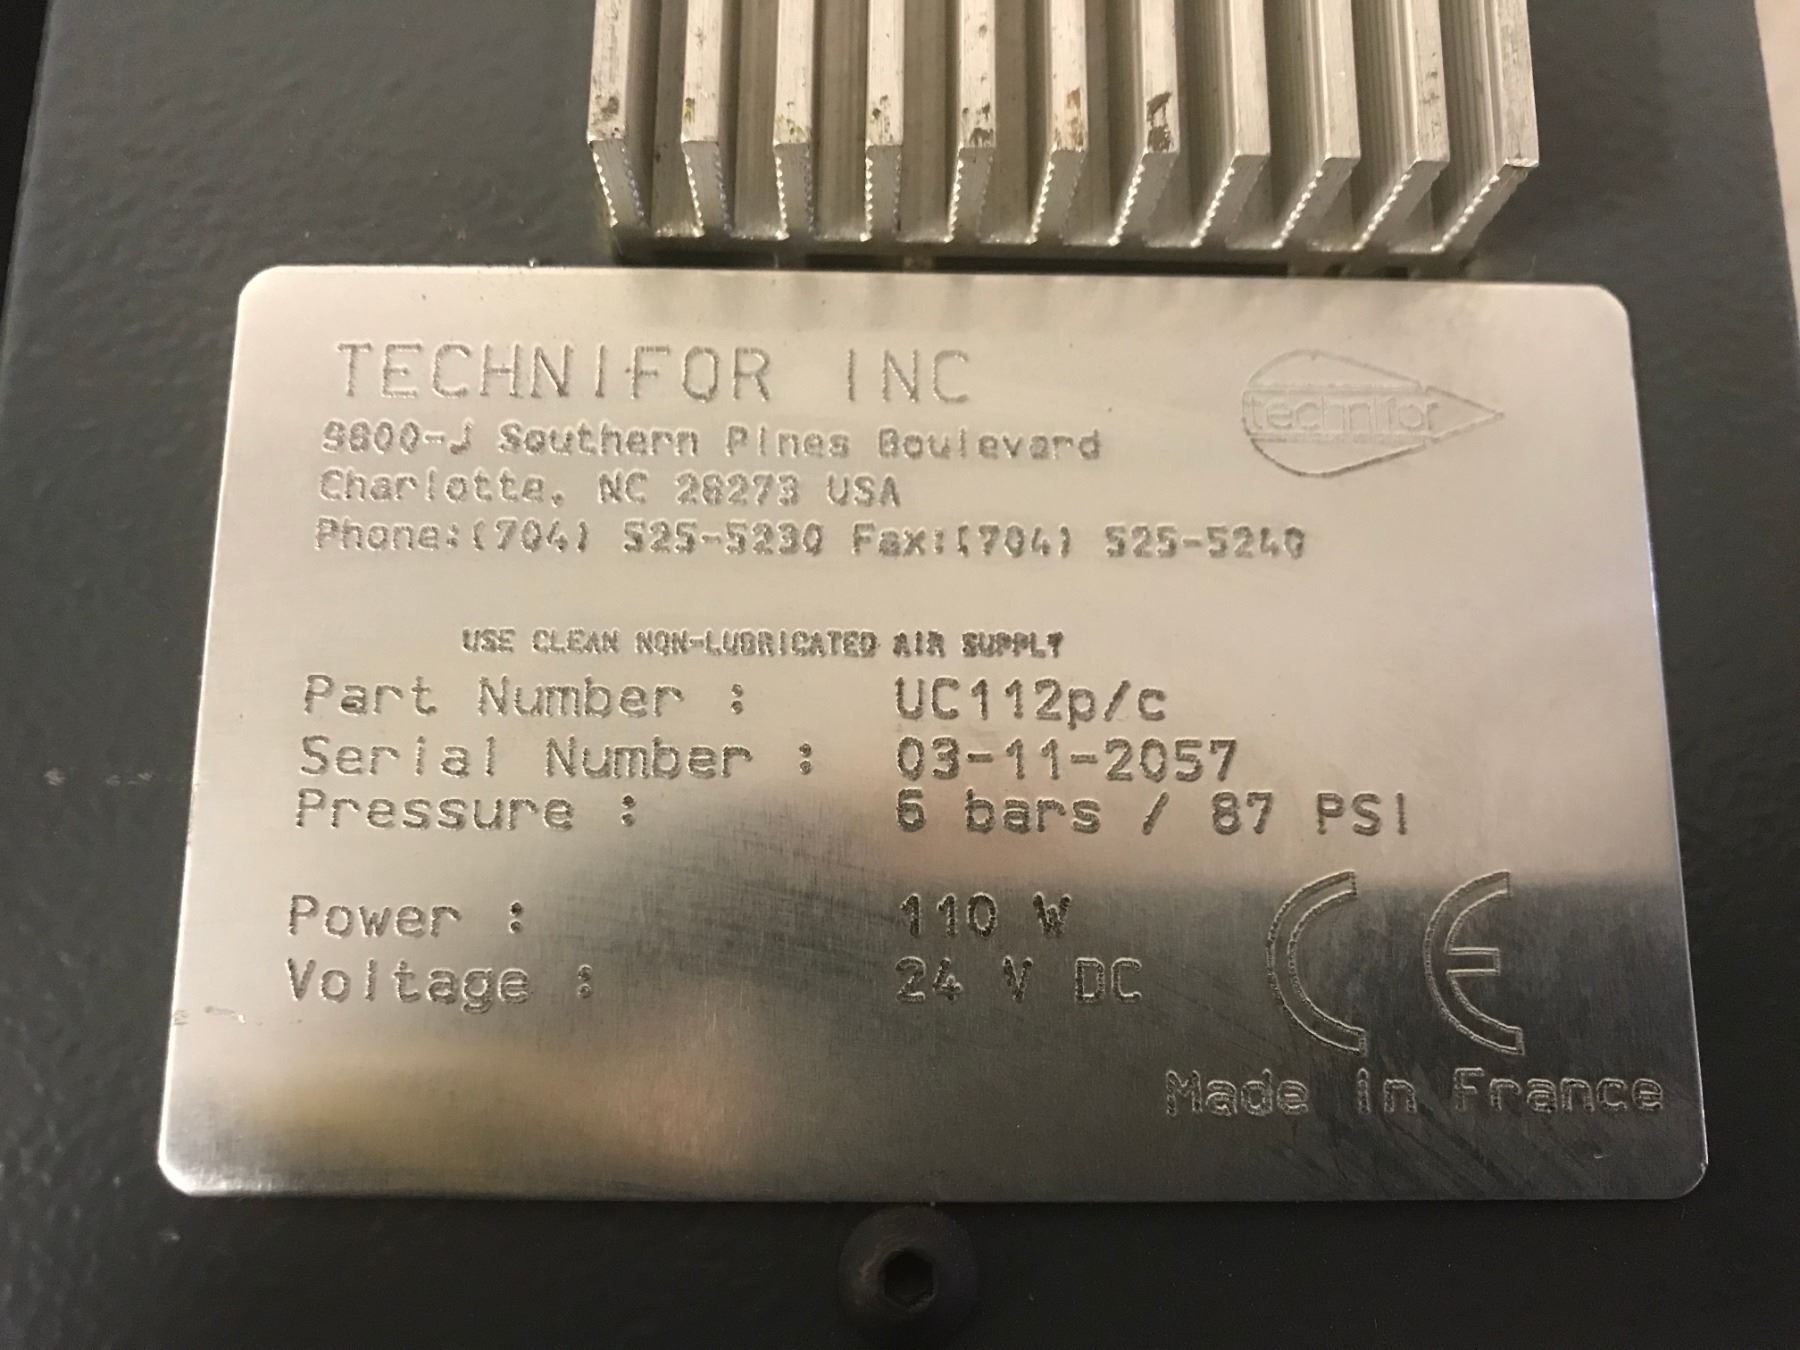 TECHNIFOR INC
technifor
9800-J Southern Pines Boulevard
Charlotte, NC 28273 USA
Phone:(704) 525-5230 Fax:(704) 525-5240
USE CLEAN NON-LUBRICATED AIR SUPPLY
Part Number : UC112p/c
Serial Number : 03-11-2057
Pressure : 6 bars / 87 PSI
Power : 110 W
Voltage : 24 V DC
CE
Made in France